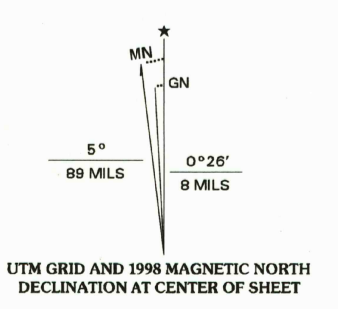 ★
MN
GN
5°
89 MILS
0°26′
8 MILS
UTM GRID AND 1998 MAGNETIC NORTH
DECLINATION AT CENTER OF SHEET